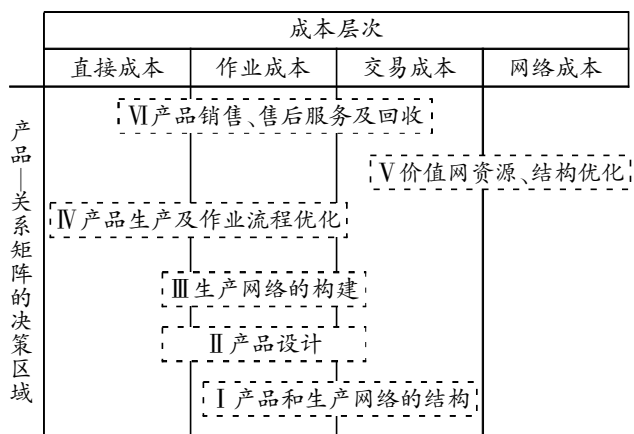 成本层次
直接成本 作业成本 交易成本 网络成本
产品—关系矩阵的决策区域
Ⅵ产品销售、售后服务及回收
Ⅴ价值网资源、结构优化
Ⅳ产品生产及作业流程优化
Ⅲ生产网络的构建
Ⅱ产品设计
Ⅰ产品和生产网络的结构